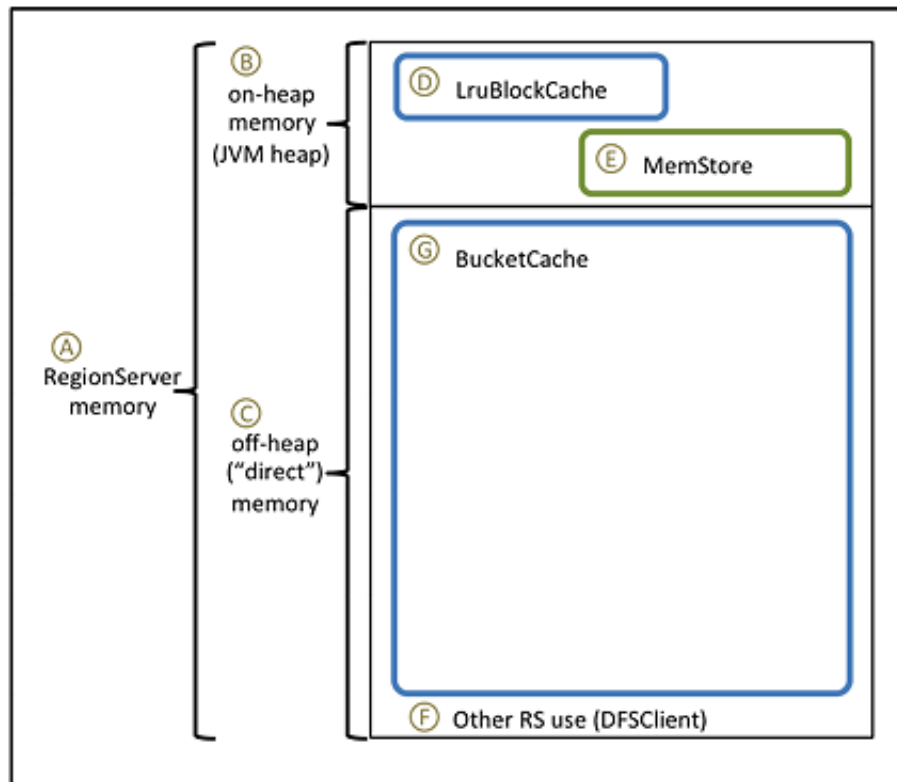 B
on-heap
memory
(JVM heap)
D LruBlockCache
E MemStore
A
RegionServer
memory
C
off-heap
("direct")
memory
G BucketCache
F Other RS use (DFSClient)